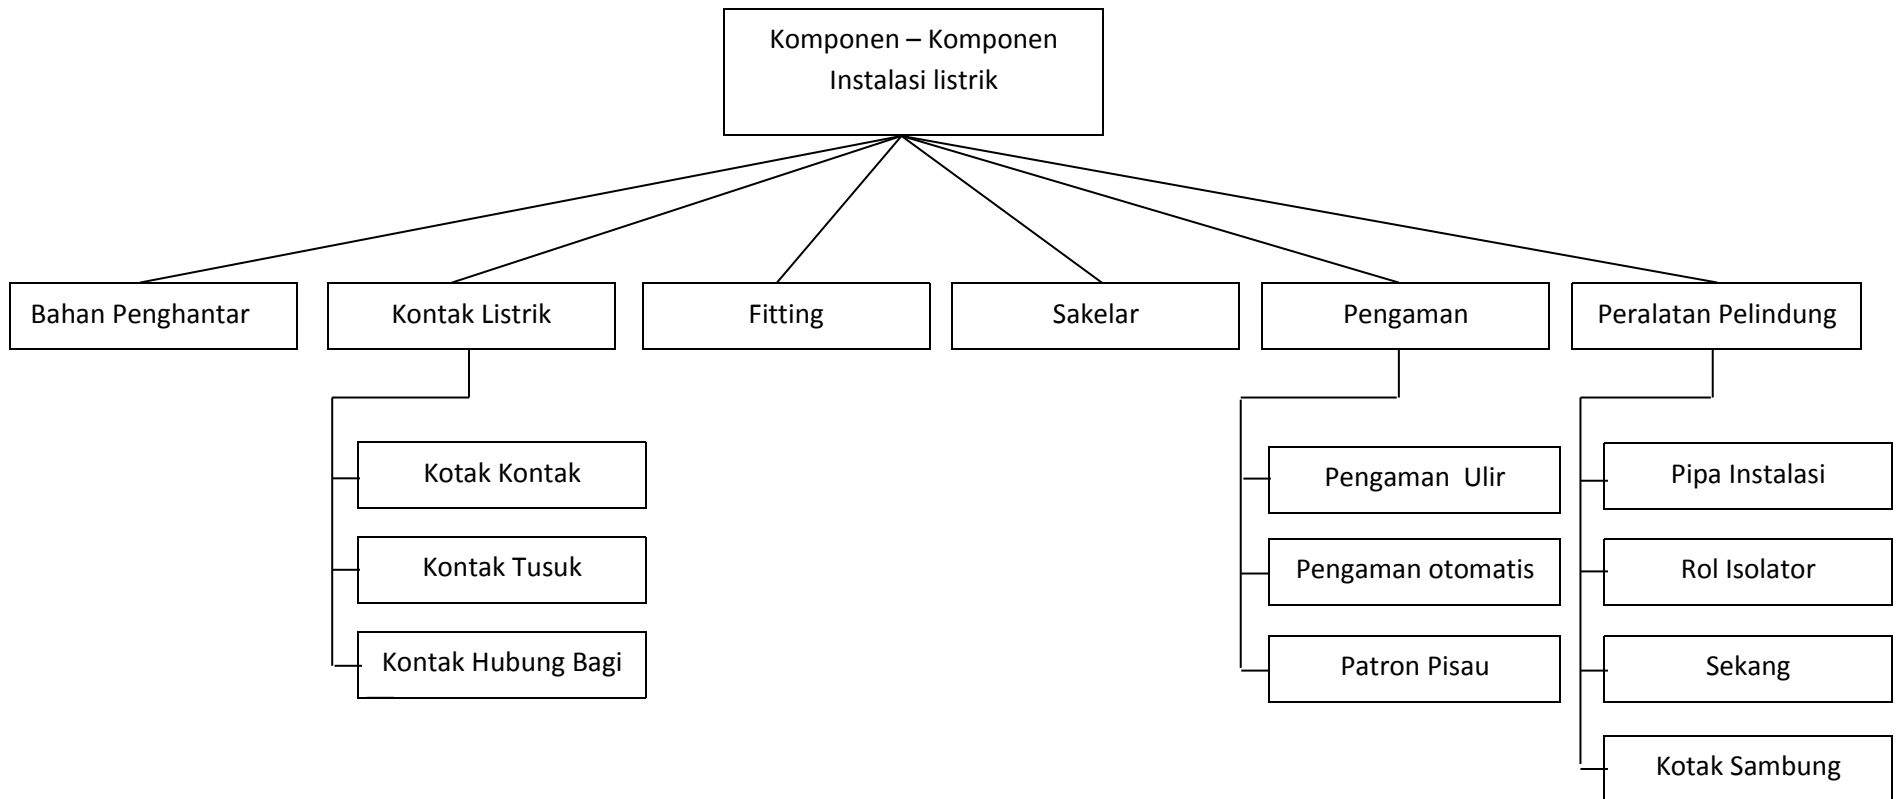 Komponen – Komponen
Instalasi listrik
Bahan Penghantar
Kontak Listrik
Fitting
Sakelar
Pengaman
Peralatan Pelindung
Kotak Kontak
Kontak Tusuk
Kontak Hubung Bagi
Pengaman  Ulir
Pengaman otomatis
Patron Pisau
Pipa Instalasi
Rol Isolator
Sekang
Kotak Sambung